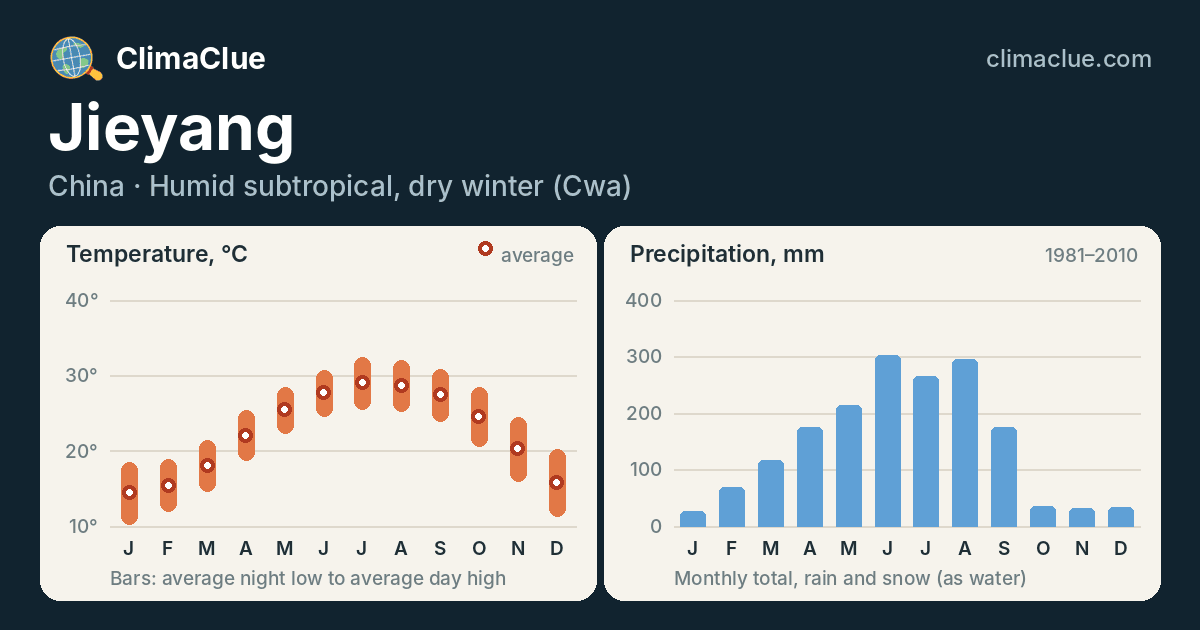 ClimaClue
climaclue.com
Jieyang
China · Humid subtropical, dry winter (Cwa)
Temperature, °C
average
40°
30°
20°
10°
J F M A M J J A S O N D
Bars: average night low to average day high
Precipitation, mm
1981–2010
400
300
200
100
0
J F M A M J J A S O N D
Monthly total, rain and snow (as water)